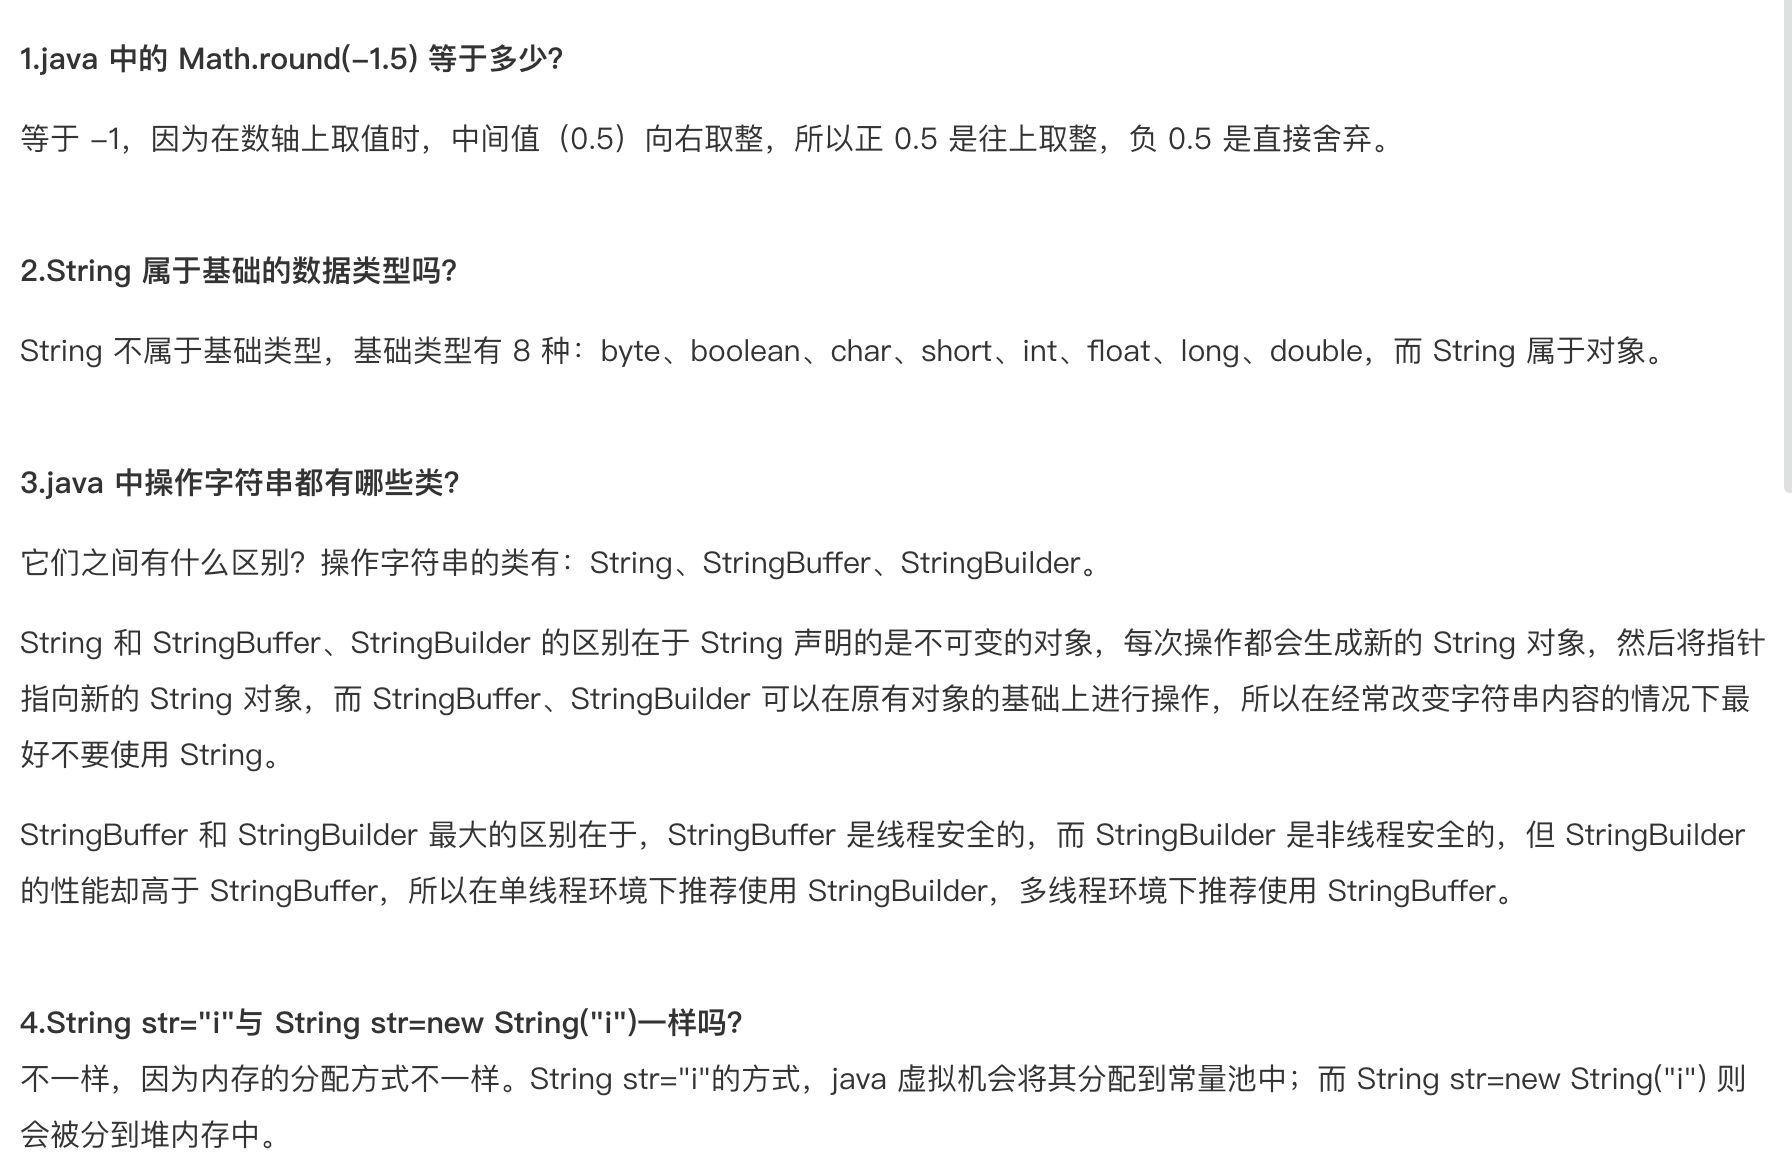 1.java 中的 Math.round(-1.5) 等于多少?
等于 -1，因为在数轴上取值时，中间值（0.5）向右取整，所以正 0.5 是往上取整，负 0.5 是直接舍弃。
2.String 属于基础的数据类型吗?
String 不属于基础类型，基础类型有 8 种：byte、boolean、char、short、int、float、long、double，而 String 属于对象。
3.java 中操作字符串都有哪些类?
它们之间有什么区别？操作字符串的类有：String、StringBuffer、StringBuilder。
String 和 StringBuffer、StringBuilder 的区别在于 String 声明的是不可变的对象，每次操作都会生成新的 String 对象，然后将指针
指向新的 String 对象，而 StringBuffer、StringBuilder 可以在原有对象的基础上进行操作，所以在经常改变字符串内容的情况下最
好不要使用 String。
StringBuffer 和 StringBuilder 最大的区别在于，StringBuffer 是线程安全的，而 StringBuilder 是非线程安全的，但 StringBuilder
的性能却高于 StringBuffer，所以在单线程环境下推荐使用 StringBuilder，多线程环境下推荐使用 StringBuffer。
4.String str="i"与 String str=new String("i")一样吗?
不一样，因为内存的分配方式不一样。String str="i"的方式，java 虚拟机会将其分配到常量池中；而 String str=new String("i") 则
会被分到堆内存中。